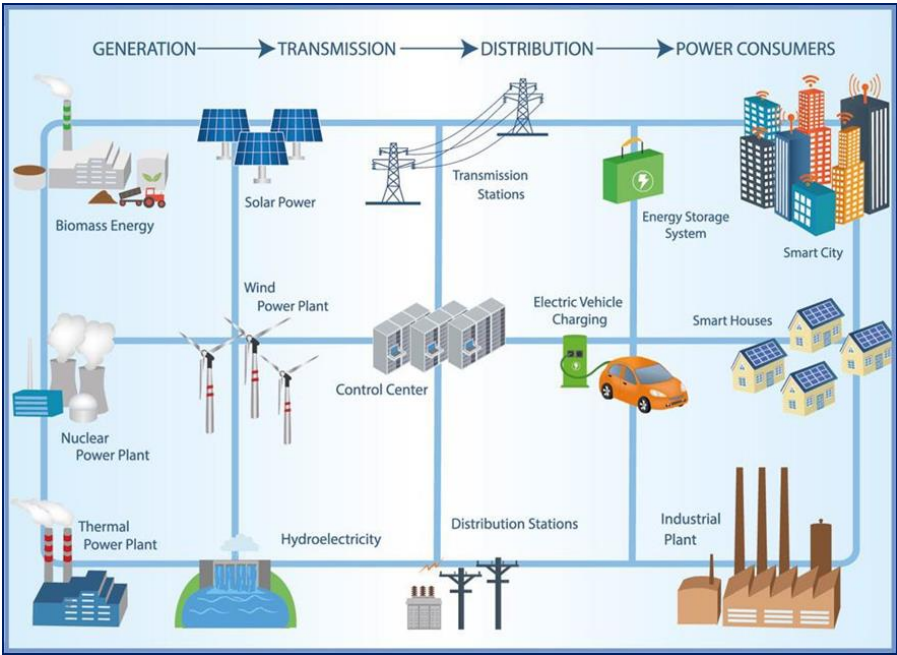 GENERATION TRANSMISSION DISTRIBUTION POWER CONSUMERS
Biomass Energy
Solar Power
Transmission
Stations
Energy Storage
System
Smart City
Wind
Power Plant
Electric Vehicle
Charging
Smart Houses
Control Center
Nuclear
Power Plant
Thermal
Power Plant
Hydroelectricity
Distribution Stations
Industrial
Plant